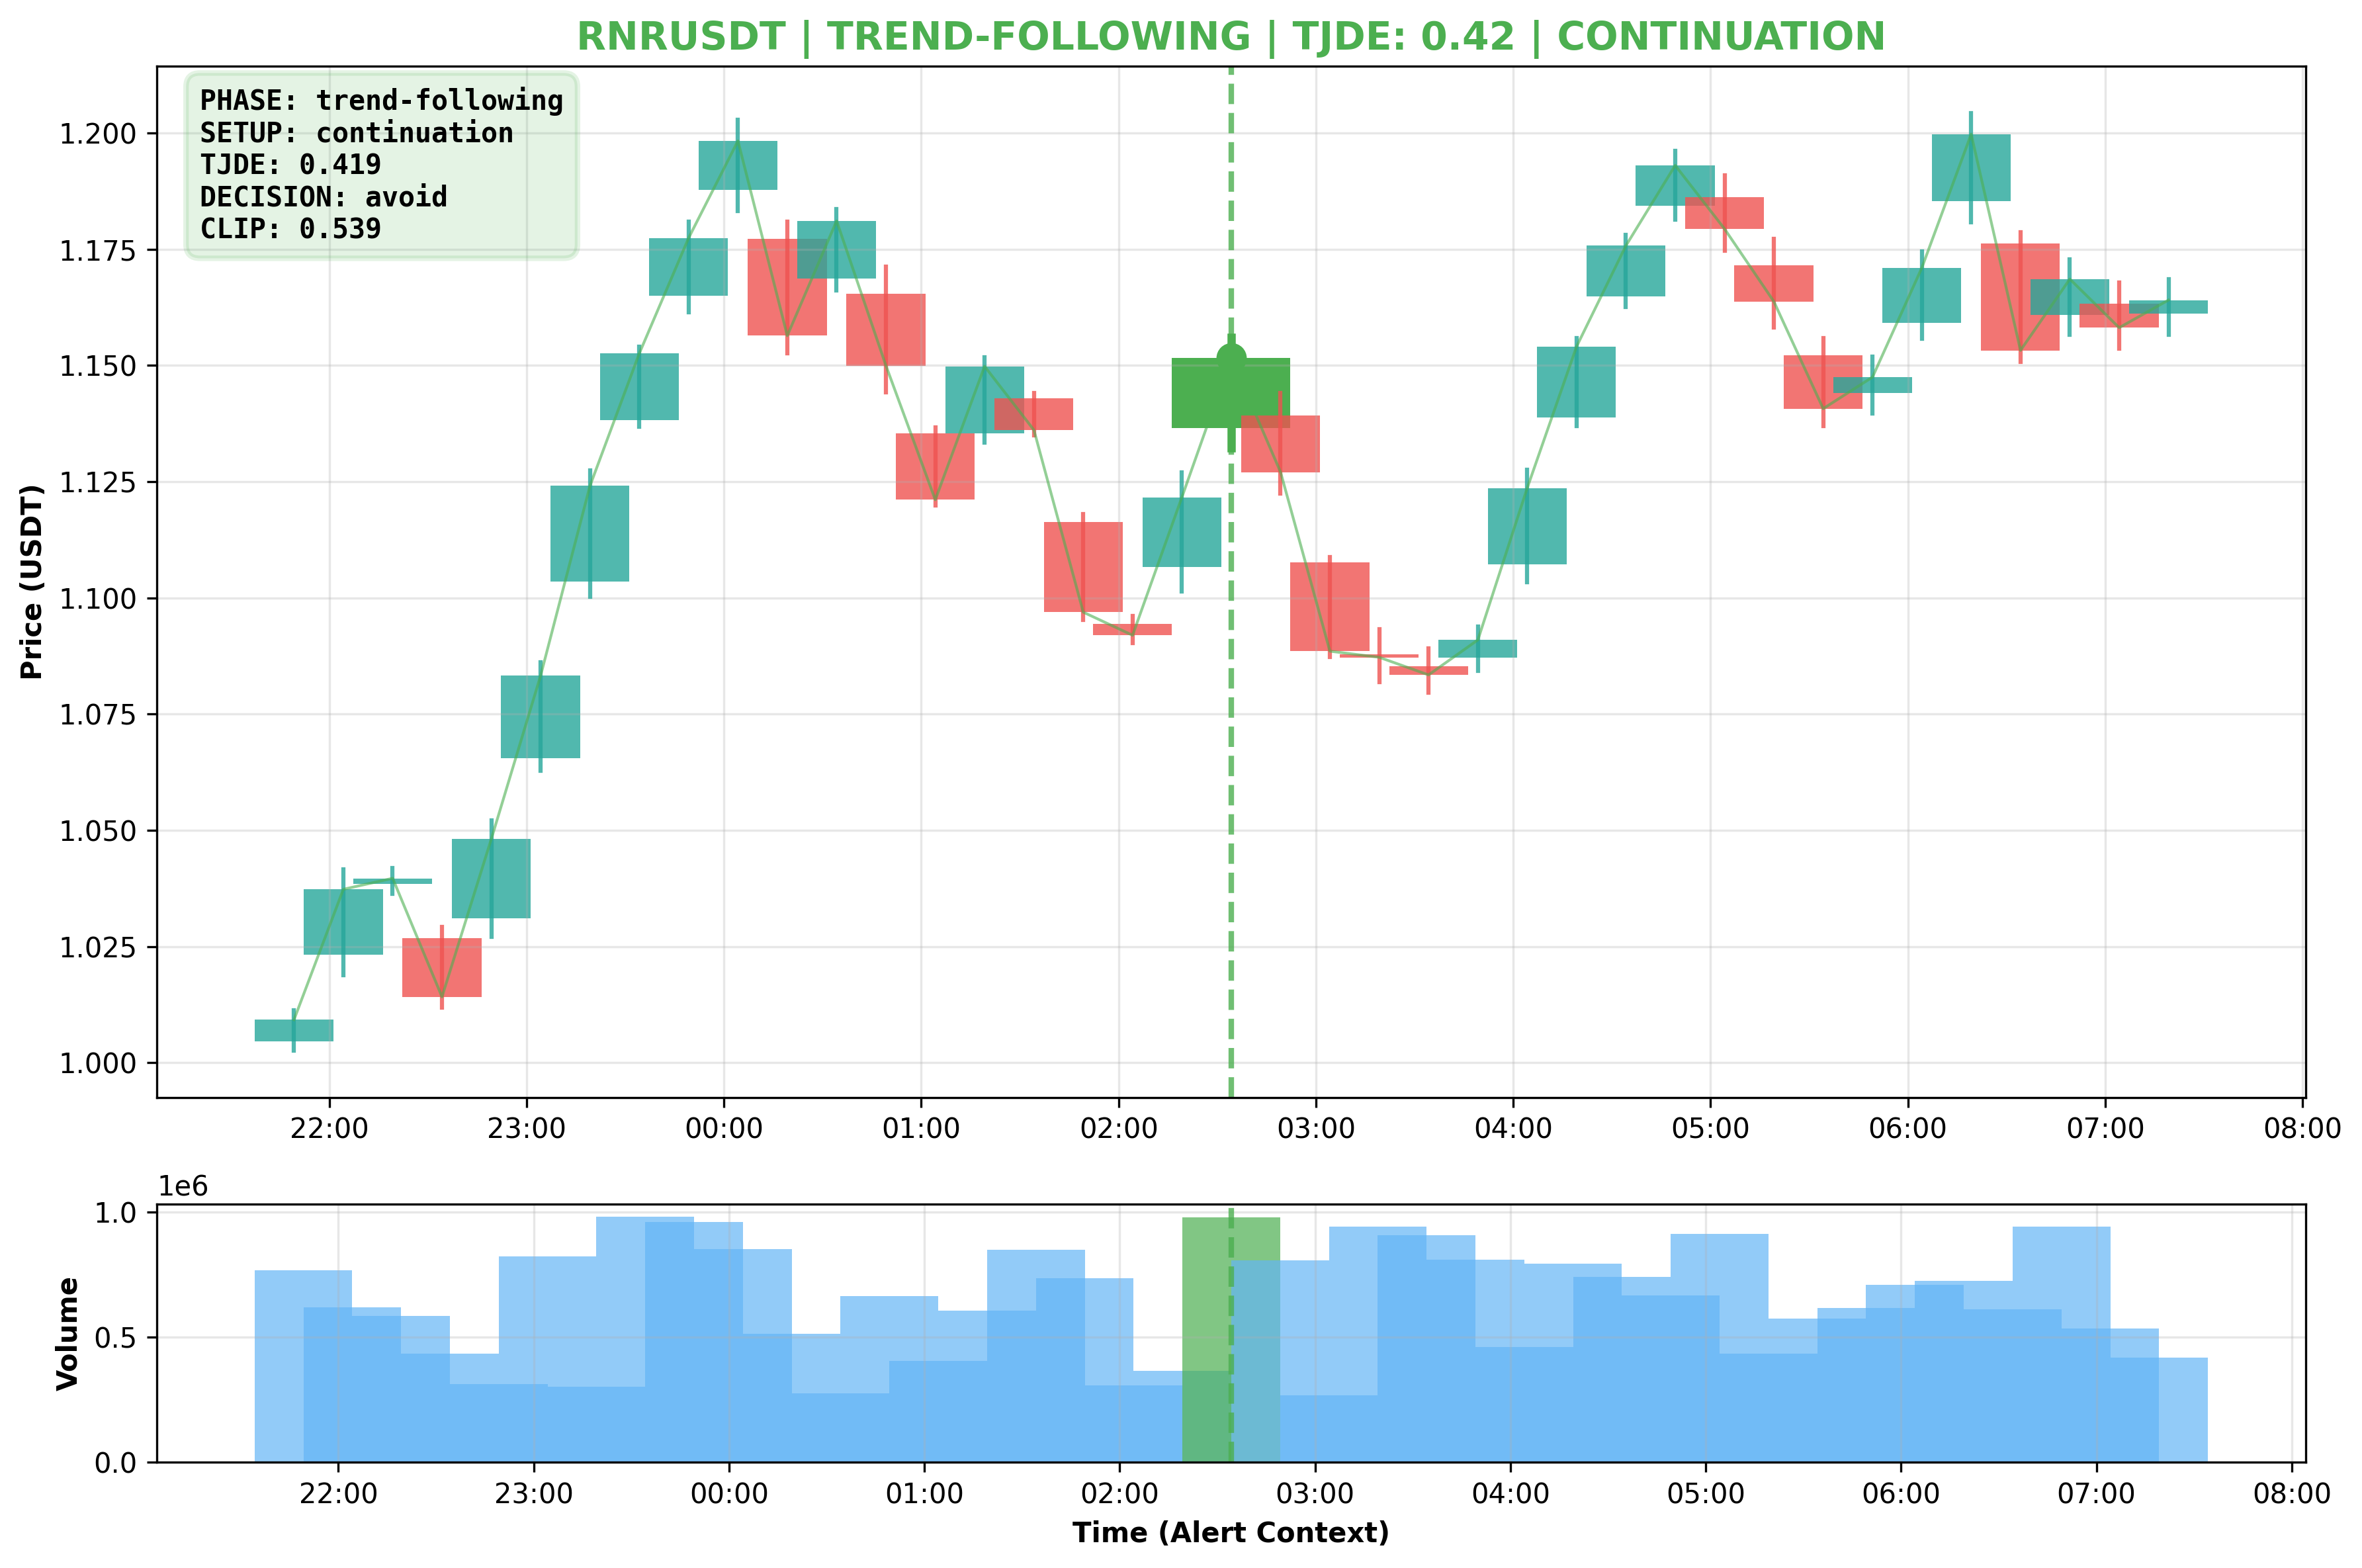 RNRUSDT | TREND-FOLLOWING | TJDE: 0.42 | CONTINUATION
PHASE: trend-following
SETUP: continuation
TJDE: 0.419
DECISION: avoid
CLIP: 0.539
Price (USDT)
1.200
1.175
1.150
1.125
1.100
1.075
1.050
1.025
1.000
22:00 23:00 00:00 01:00 02:00 03:00 04:00 05:00 06:00 07:00 08:00
1e6
Volume
1.0
0.5
0.0
22:00 23:00 00:00 01:00 02:00 03:00 04:00 05:00 06:00 07:00 08:00
Time (Alert Context)